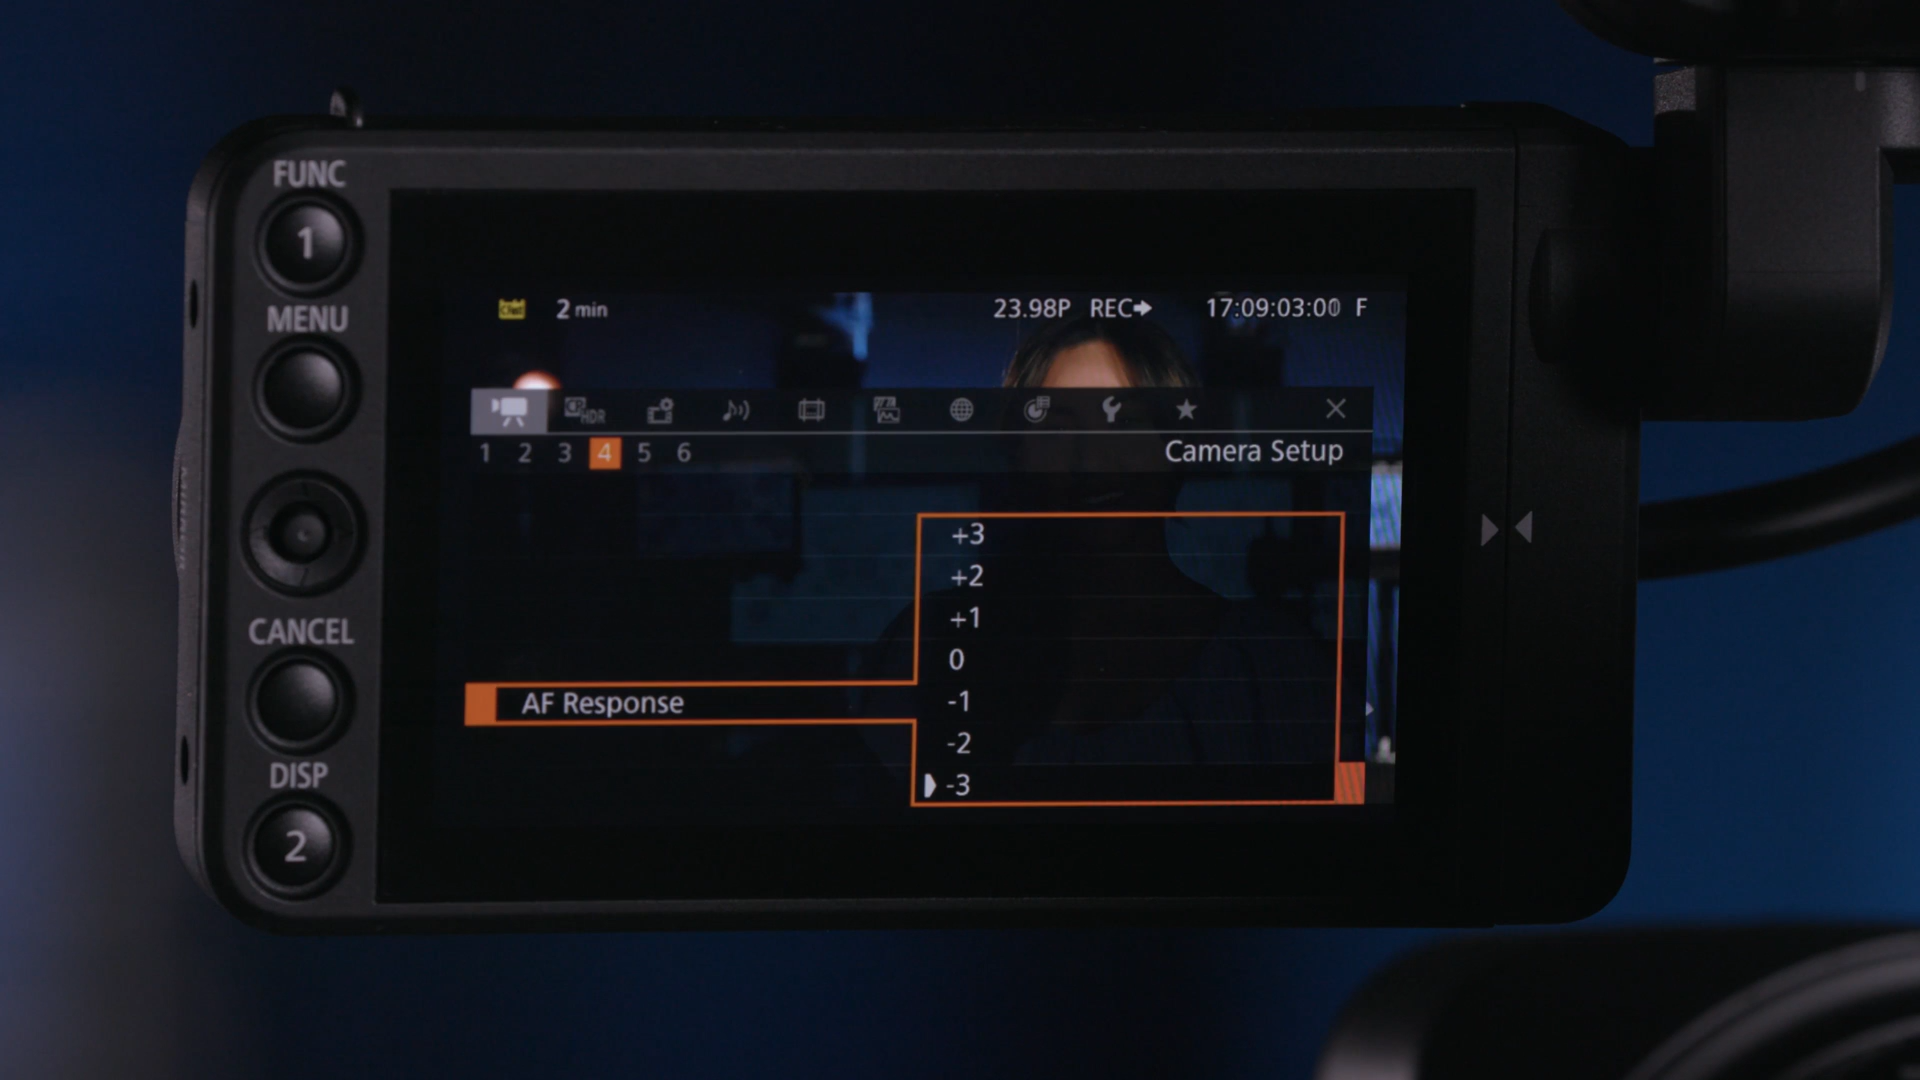 FUNC
1
MENU
CANCEL
DISP
2
2 min 23.98P REC 17:09:03:00 F
HDR
1 2 3 4 5 6 Camera Setup
+3
+2
+1
0
-1
-2
-3
AF Response